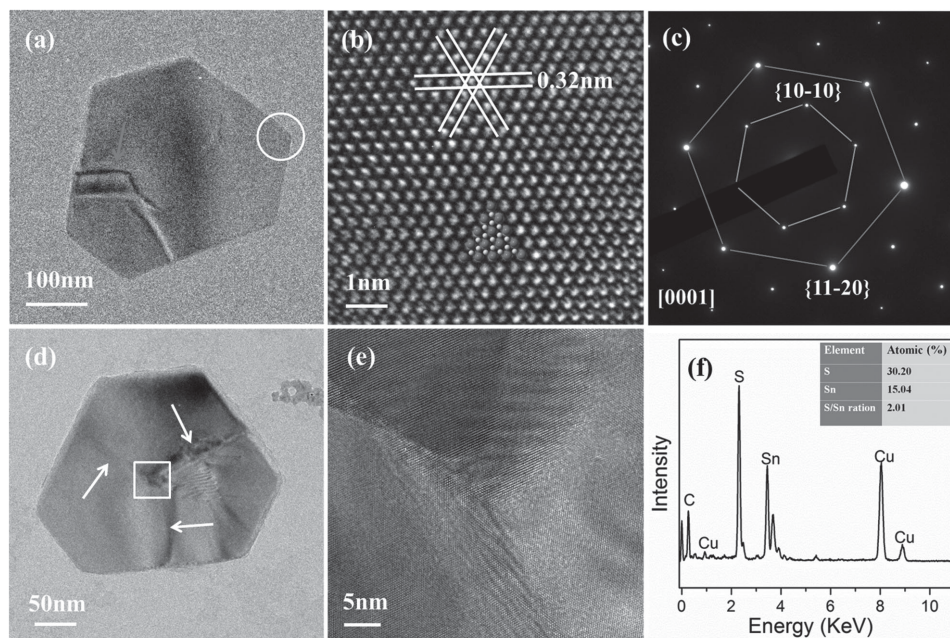 (a)
100nm
(b)
0.32nm
1nm
(c)
{10-10}
{11-20}
[0001]
(d)
50nm
(e)
5nm
(f)
Element Atomic (%)
S 30.20
Sn 15.04
S/Sn ration 2.01
Intensity
C
Cu
S
Sn
Cu
Cu
0 2 4 6 8 10
Energy (KeV)